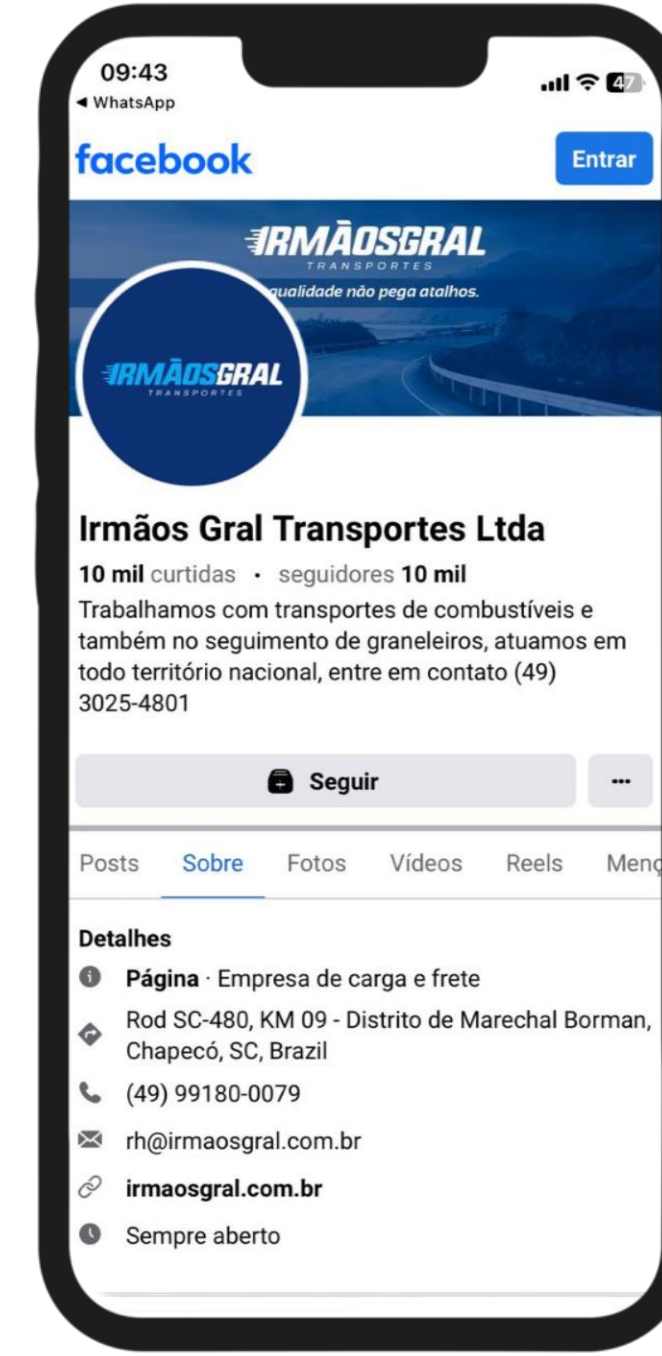 09:43
47
◄ WhatsApp
facebook
Entrar
IRMÃOSGRAL
TRANSPORTES
qualidade não pega atalhos.
IRMÃOSGRAL
TRANSPORTES
Irmãos Gral Transportes Ltda
10 mil curtidas · seguidores 10 mil
Trabalhamos com transportes de combustíveis e
também no seguimento de graneleiros, atuamos em
todo território nacional, entre em contato (49)
3025-4801
Seguir
Posts Sobre Fotos Vídeos Reels Menç
Detalhes
Página · Empresa de carga e frete
Rod SC-480, KM 09 - Distrito de Marechal Borman,
Chapecó, SC, Brazil
(49) 99180-0079
rh@irmaosgral.com.br
irmaosgral.com.br
Sempre aberto